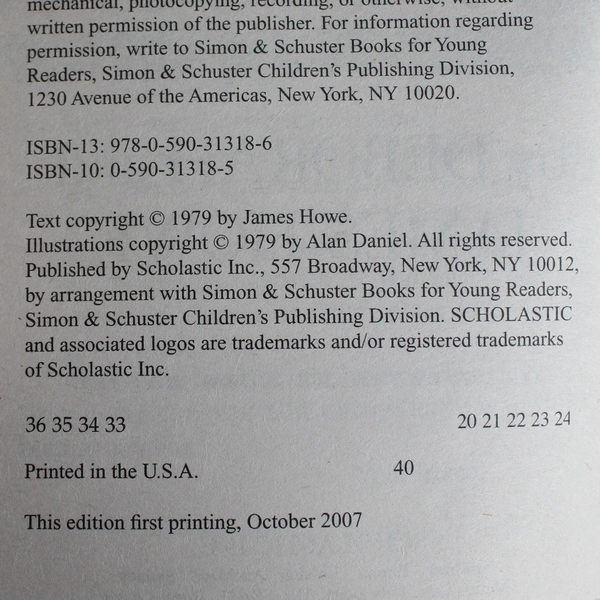 mechanical, photocopying, recording, or otherwise, without
written permission of the publisher. For information regarding
permission, write to Simon & Schuster Books for Young
Readers, Simon & Schuster Children's Publishing Division,
1230 Avenue of the Americas, New York, NY 10020.
ISBN-13: 978-0-590-31318-6
ISBN-10: 0-590-31318-5
Text copyright © 1979 by James Howe.
Illustrations copyright © 1979 by Alan Daniel. All rights reserved.
Published by Scholastic Inc., 557 Broadway, New York, NY 10012,
by arrangement with Simon & Schuster Books for Young Readers,
Simon & Schuster Children's Publishing Division. SCHOLASTIC
and associated logos are trademarks and/or registered trademarks
of Scholastic Inc.
36 35 34 33 20 21 22 23 24
Printed in the U.S.A. 40
This edition first printing, October 2007